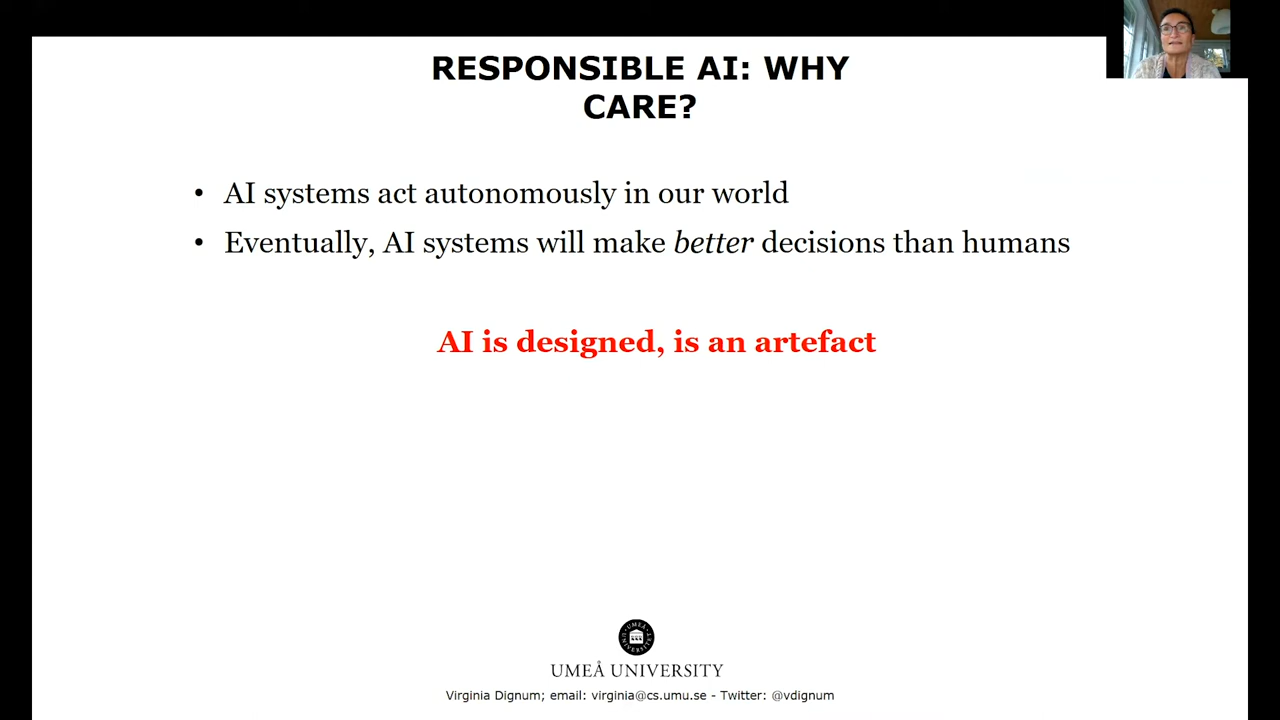 RESPONSIBLE AI: WHY
CARE?
• AI systems act autonomously in our world
• Eventually, AI systems will make better decisions than humans
AI is designed, is an artefact
UMEÅ UNIVERSITY
Virginia Dignum; email: virginia@cs.umu.se - Twitter: @vdignum